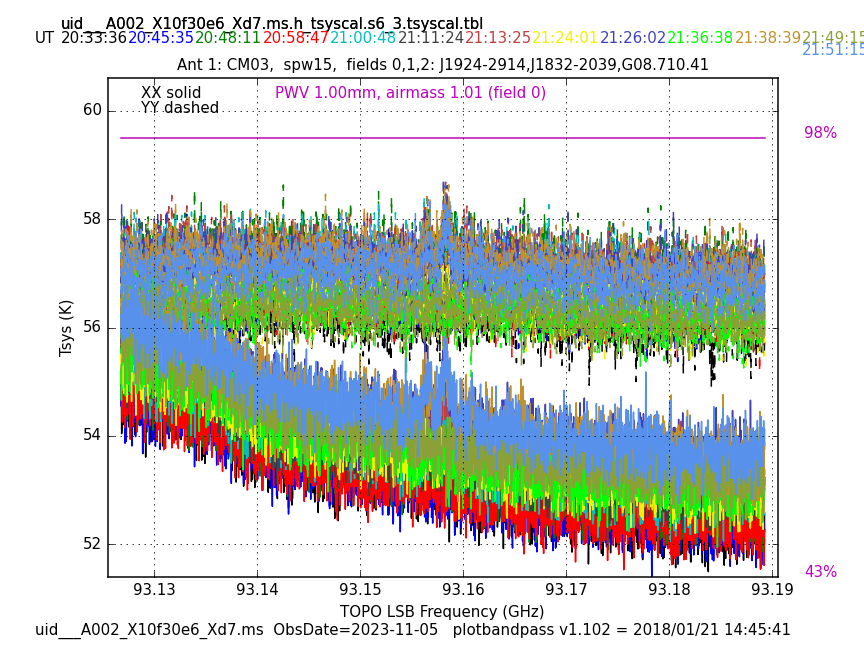 uid___A002_X10f30e6_Xd7.ms.h_tsyscal.s6_3.tsyscal.tbl
UT 20:33:36 20:45:35 20:48:11 20:58:47 21:00:48 21:11:24 21:13:25 21:24:01 21:26:02 21:36:38 21:38:39 21:49:15
21:51:15
Ant 1: CM03, spw15, fields 0,1,2: J1924-2914,J1832-2039,G08.710.41
XX solid
YY dashed
PWV 1.00mm, airmass 1.01 (field 0)
98%
60
58
56
54
52
Tsys (K)
43%
93.13 93.14 93.15 93.16 93.17 93.18 93.19
TOPO LSB Frequency (GHz)
uid___A002_X10f30e6_Xd7.ms ObsDate=2023-11-05 plotbandpass v1.102 = 2018/01/21 14:45:41